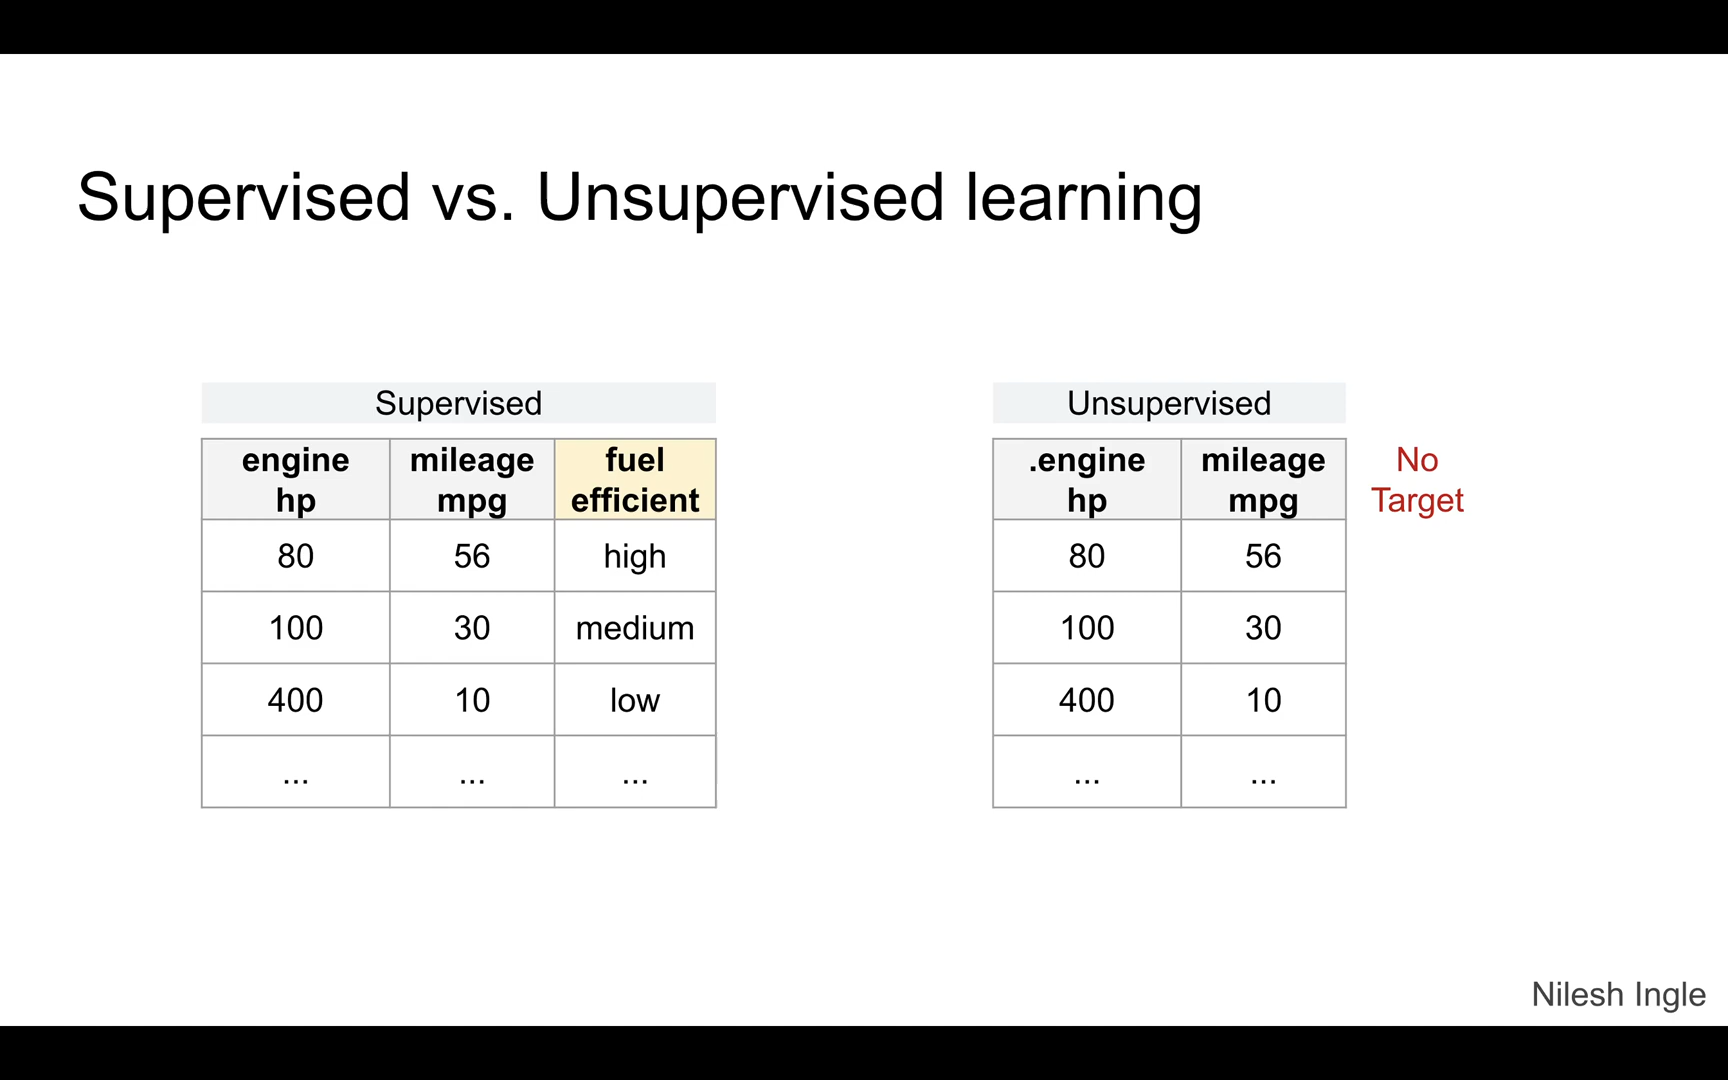 Supervised vs. Unsupervised learning
Supervised
engine hp mileage mpg fuel efficient
80 56 high
100 30 medium
400 10 low
... ... ...
Unsupervised
.engine hp mileage mpg
80 56
100 30
400 10
... ...
No
Target
Nilesh Ingle